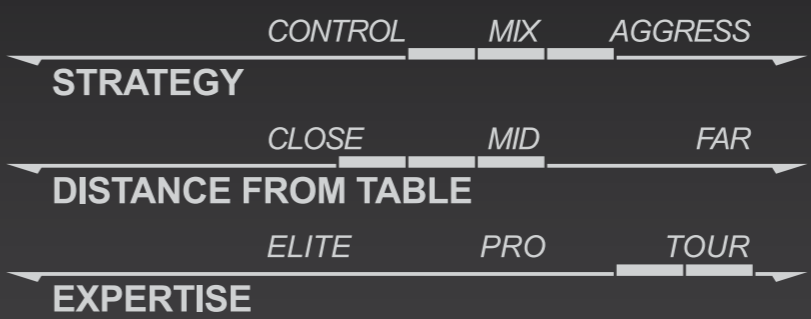 CONTROL MIX AGGRESS
STRATEGY
CLOSE MID FAR
DISTANCE FROM TABLE
ELITE PRO TOUR
EXPERTISE